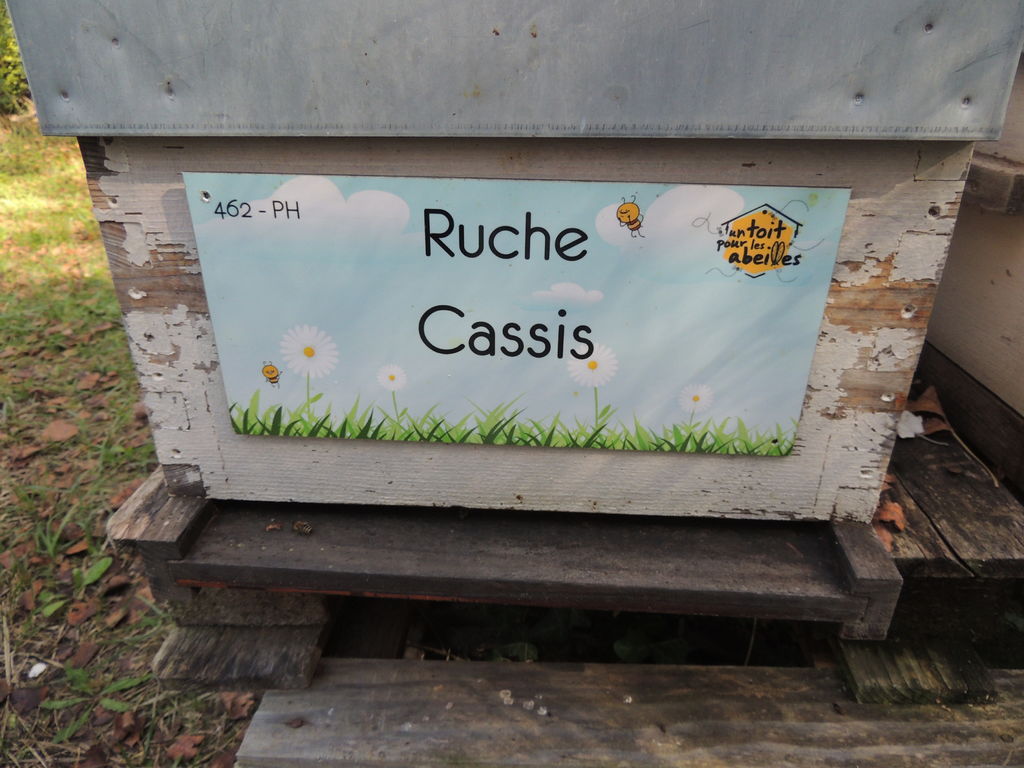 462 - PH
Ruche
Cassis
un toit
pour les
abeilles